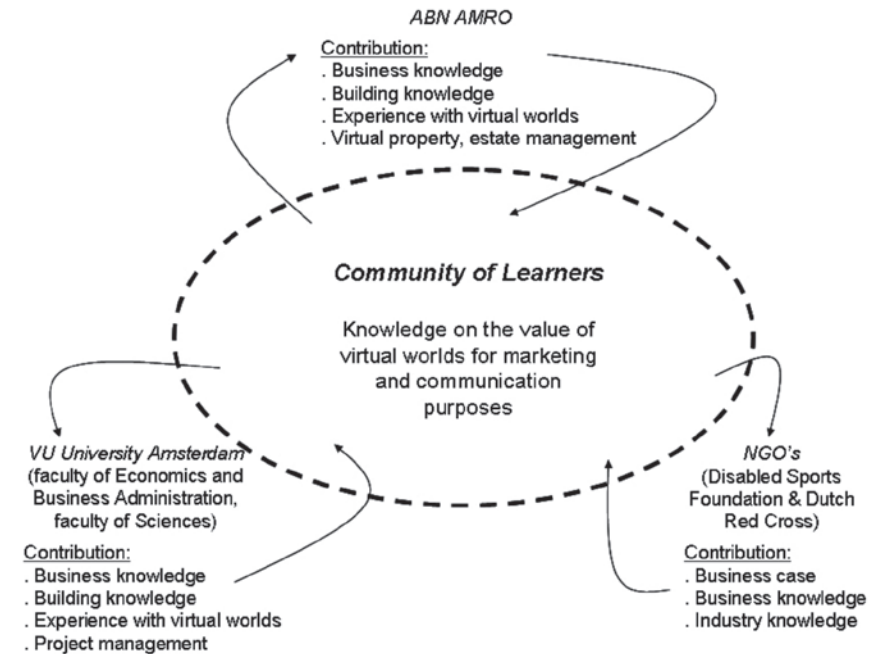 ABN AMRO
Contribution:
. Business knowledge
. Building knowledge
. Experience with virtual worlds
. Virtual property, estate management
Community of Learners
Knowledge on the value of
virtual worlds for marketing
and communication
purposes
VU University Amsterdam
(faculty of Economics and
Business Administration,
faculty of Sciences)
Contribution:
. Business knowledge
. Building knowledge
. Experience with virtual worlds
. Project management
NGO's
(Disabled Sports
Foundation & Dutch
Red Cross)
Contribution:
. Business case
. Business knowledge
. Industry knowledge